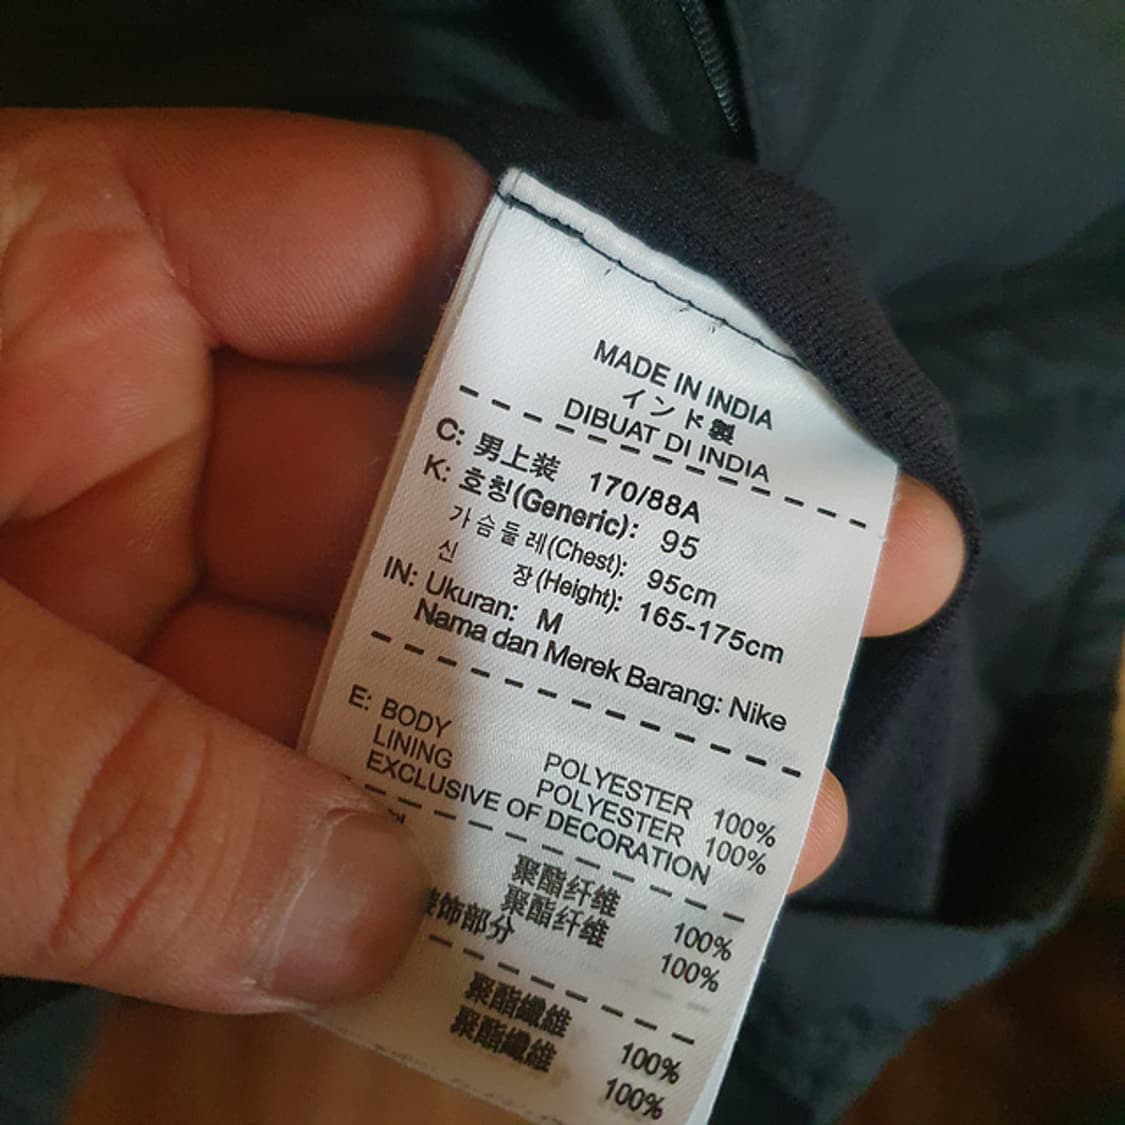 MADE IN INDIA
インド製
DIBUAT DI INDIA
C: 男上装 170/88A
K: 호칭(Generic): 95
가슴둘레(Chest): 95cm
신 장(Height): 165-175cm
IN: Ukuran: M
Nama dan Merek Barang: Nike
E: BODY POLYESTER 100%
LINING POLYESTER 100%
EXCLUSIVE OF DECORATION
聚酯纤维 100%
聚酯纤维 100%
饰部分
聚酯纖維 100%
聚酯纖維 100%